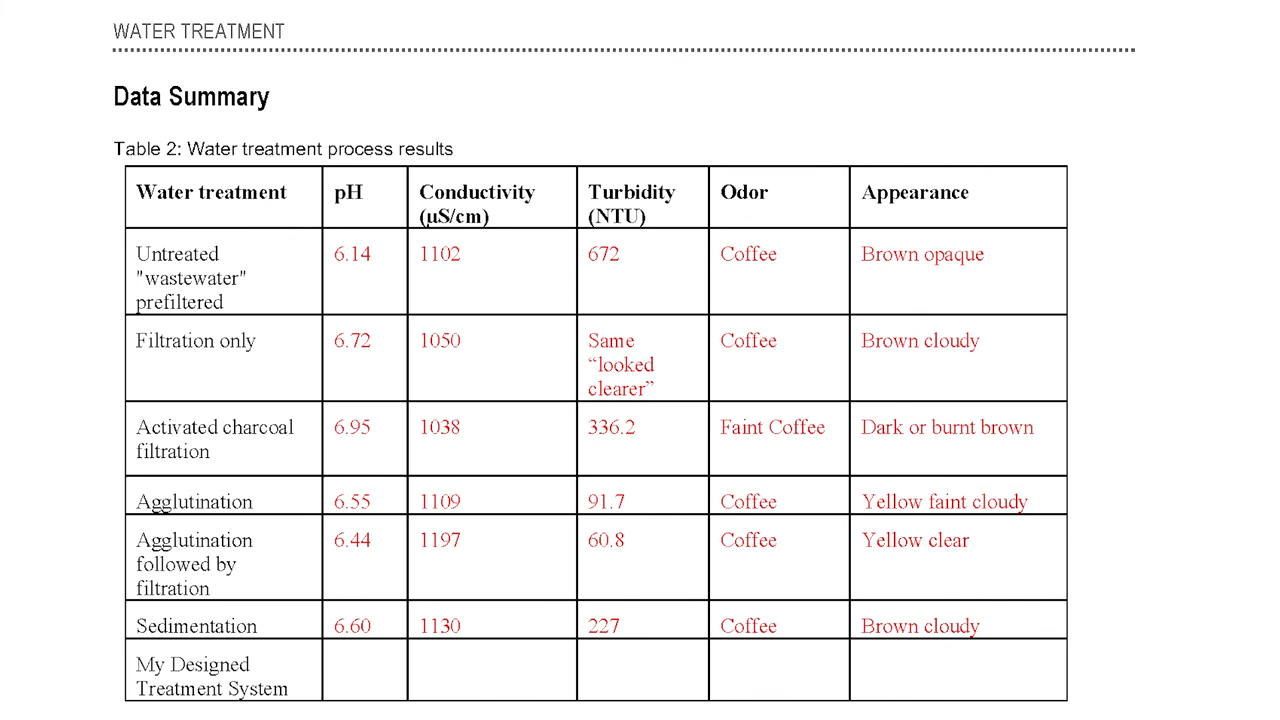 WATER TREATMENT
Data Summary
Table 2: Water treatment process results
Water treatment pH Conductivity (µS/cm) Turbidity (NTU) Odor Appearance
Untreated "wastewater" prefiltered 6.14 1102 672 Coffee Brown opaque
Filtration only 6.72 1050 Same “looked clearer” Coffee Brown cloudy
Activated charcoal filtration 6.95 1038 336.2 Faint Coffee Dark or burnt brown
Agglutination 6.55 1109 91.7 Coffee Yellow faint cloudy
Agglutination followed by filtration 6.44 1197 60.8 Coffee Yellow clear
Sedimentation 6.60 1130 227 Coffee Brown cloudy
My Designed Treatment System